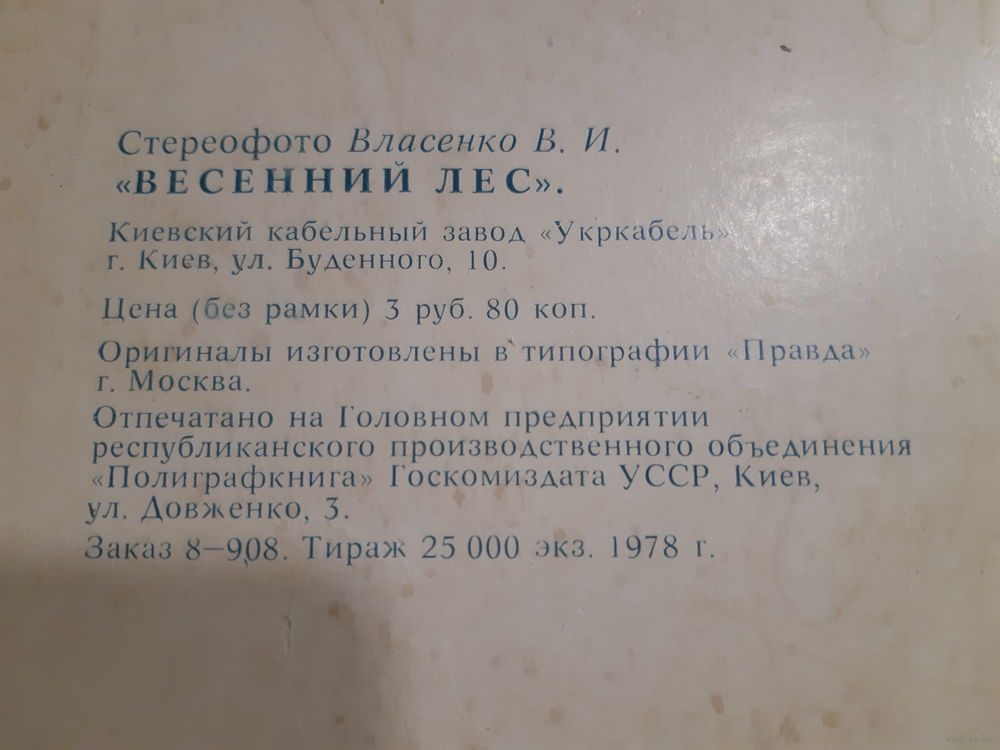 Стереофото Власенко В. И.
«ВЕСЕННИЙ ЛЕС».
Киевский кабельный завод «Укркабель»
г. Киев, ул. Буденного, 10.
Цена (без рамки) 3 руб. 80 коп.
Оригиналы изготовлены в типографии «Правда»
г. Москва.
Отпечатано на Головном предприятии
республиканского производственного объединения
«Полиграфкнига» Госкомиздата УССР, Киев,
ул. Довженко, 3.
Заказ 8—908. Тираж 25 000 экз. 1978 г.